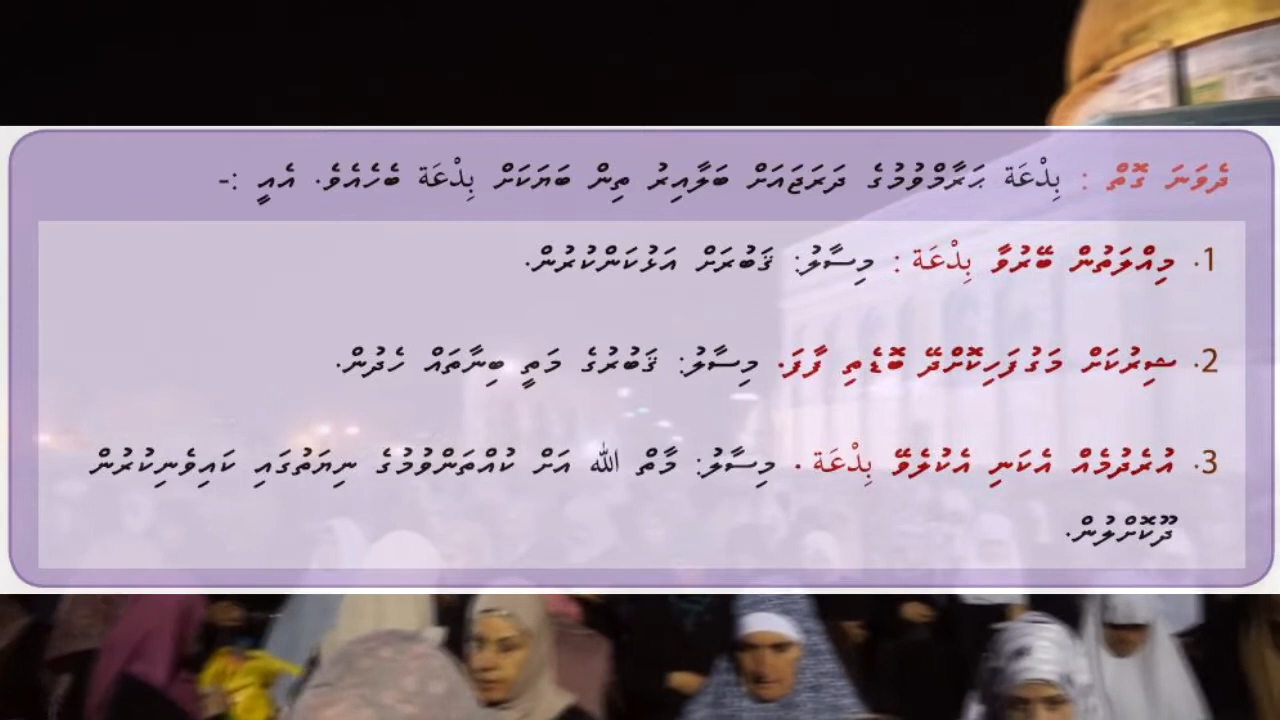 ދެވަނަ ގޮތް : بِدْعَة ޙަރާމްވުމުގެ ދަރަޖައަށް ބަލާއިރު ތިން ބަޔަކަށް بِدْعَة ބެހެއެވެ. އެއީ :-
1. މިއްލަތުން ބޭރުވާ بِدْعَة : މިސާލު: ޤަބުރަށް އަޅުކަންކުރުން.
2. ޝިރުކަށް މަގުފަހިކޮށްދޭ ބޮޑެތި ފާފަ. މިސާލު: ޤަބުރުގެ މަތީ ބިނާތައް ހެދުން.
3. އުރެދުމެއް އެކަނި އެކުލެވޭ بِدْعَة . މިސާލު: މާތް الله އަށް ކުއްތަންވުމުގެ ނިޔަތުގައި ކައިވެނިކުރުން
ދޫކޮށްލުން.